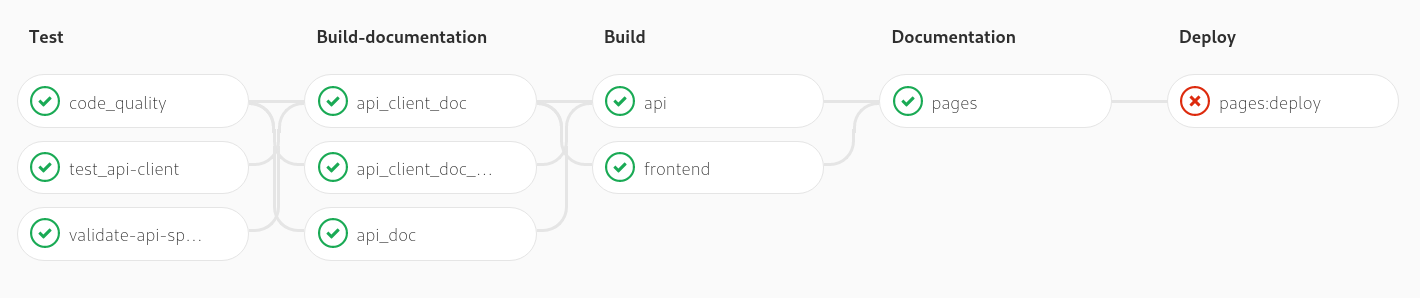 Test
Build-documentation
Build
Documentation
Deploy
code_quality
api_client_doc
api
pages
pages:deploy
test_api-client
api_client_doc_...
frontend
validate-api-sp...
api_doc